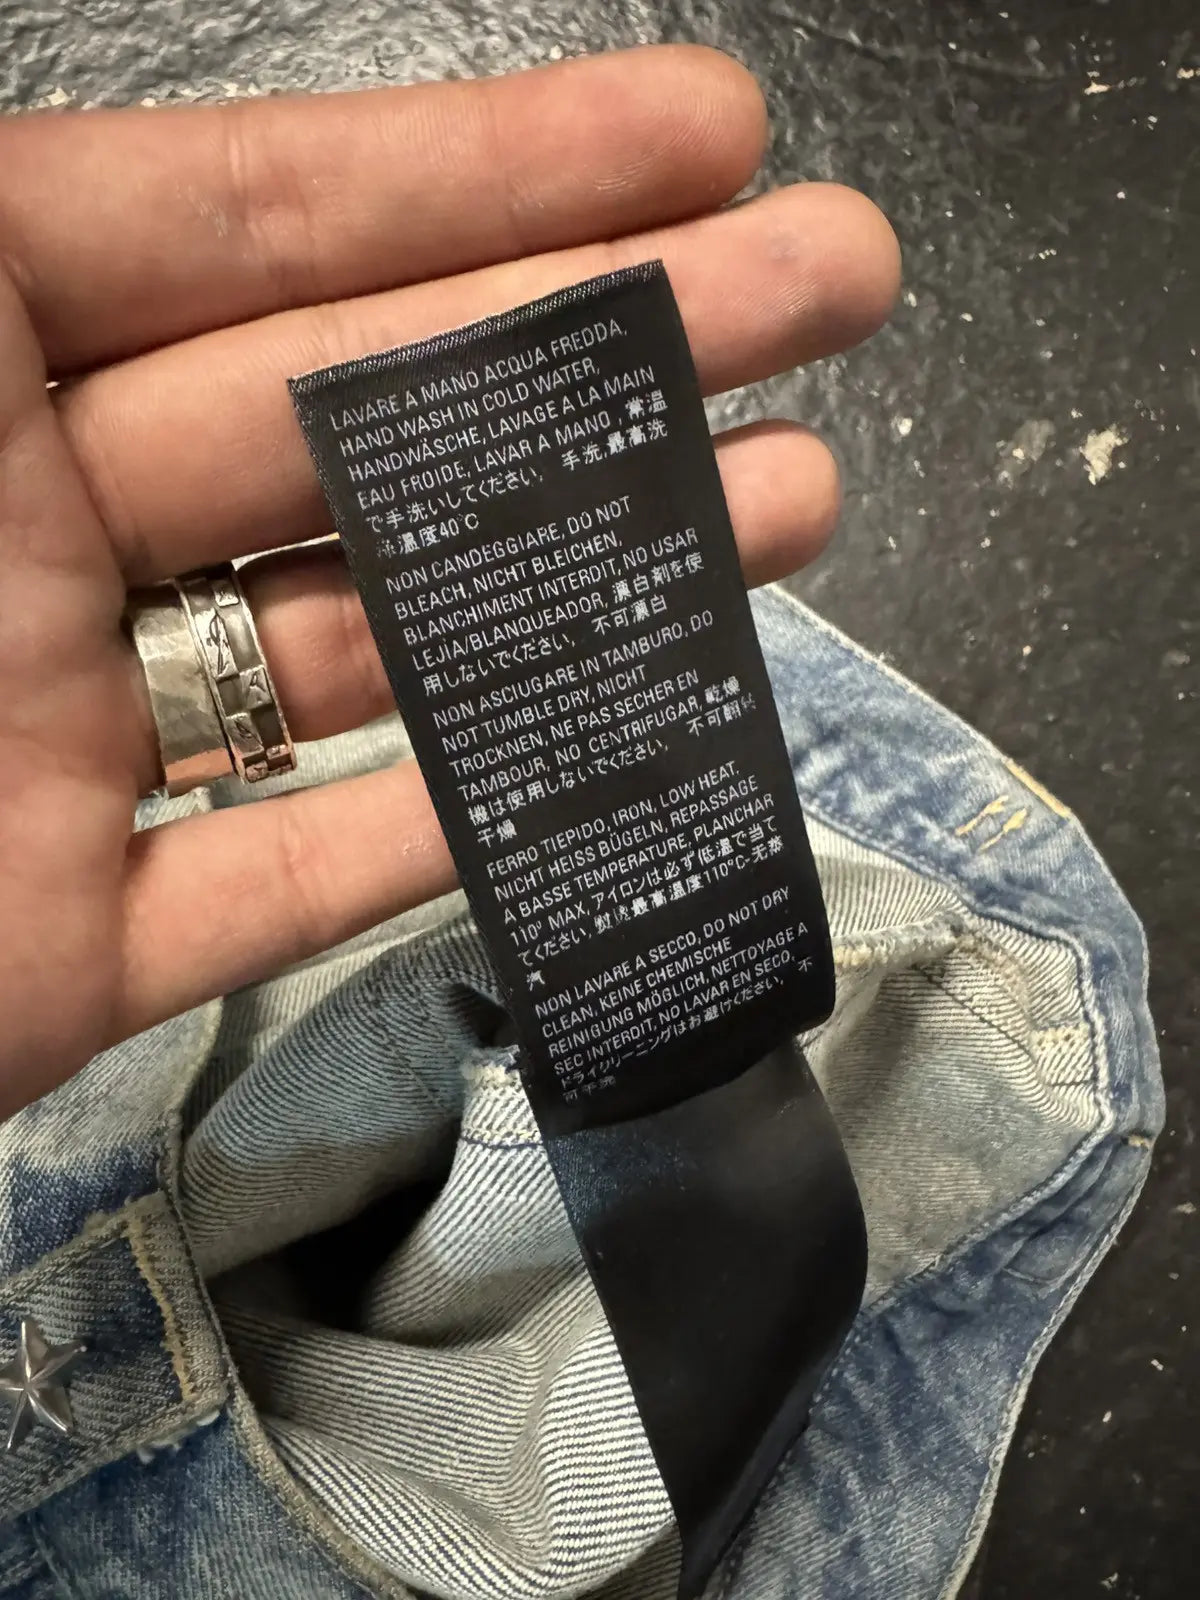 LAVARE A MANO ACQUA FREDDA,
HAND WASH IN COLD WATER,
HANDWÄSCHE, LAVAGE A LA MAIN
EAU FROIDE, LAVAR A MANO , 常温
で手洗いしてください, 手洗,最高洗
温度40°C
NON CANDEGGIARE, DO NOT
BLEACH, NICHT BLEICHEN,
BLANCHIMENT INTERDIT, NO USAR
LEJÍA/BLANQUEADOR, 漂白剤を使
用しないでください, 不可漂白
NON ASCIUGARE IN TAMBURO, DO
NOT TUMBLE DRY, NICHT
TROCKNEN, NE PAS SECHER EN
TAMBOUR, NO CENTRIFUGAR, 乾燥
機は使用しないでください, 不可翻转
干燥
FERRO TIEPIDO, IRON, LOW HEAT,
NICHT HEISS BÜGELN, REPASSAGE
A BASSE TEMPERATURE, PLANCHAR
110º MAX, アイロンは必ず低温で当て
てください, 最高温度110°C-无蒸
汽
NON LAVARE A SECCO, DO NOT DRY
CLEAN, KEINE CHEMISCHE
REINIGUNG MÖGLICH, NETTOYAGE A
SEC INTERDIT, NO LAVAR EN SECO,
ドライクリーニングはお避けください, 不
可干洗